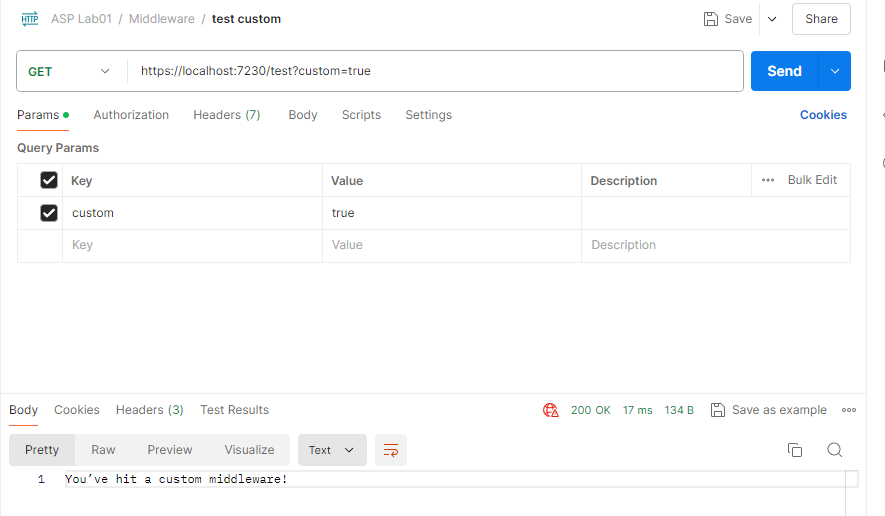 HTTP ASP Lab01 / Middleware / test custom Save Share
GET https://localhost:7230/test?custom=true Send
Params Authorization Headers (7) Body Scripts Settings Cookies
Query Params
Key Value Description Bulk Edit
custom true
Key Value Description
Body Cookies Headers (3) Test Results 200 OK 17 ms 134 B Save as example
Pretty Raw Preview Visualize Text
1 You’ve hit a custom middleware!